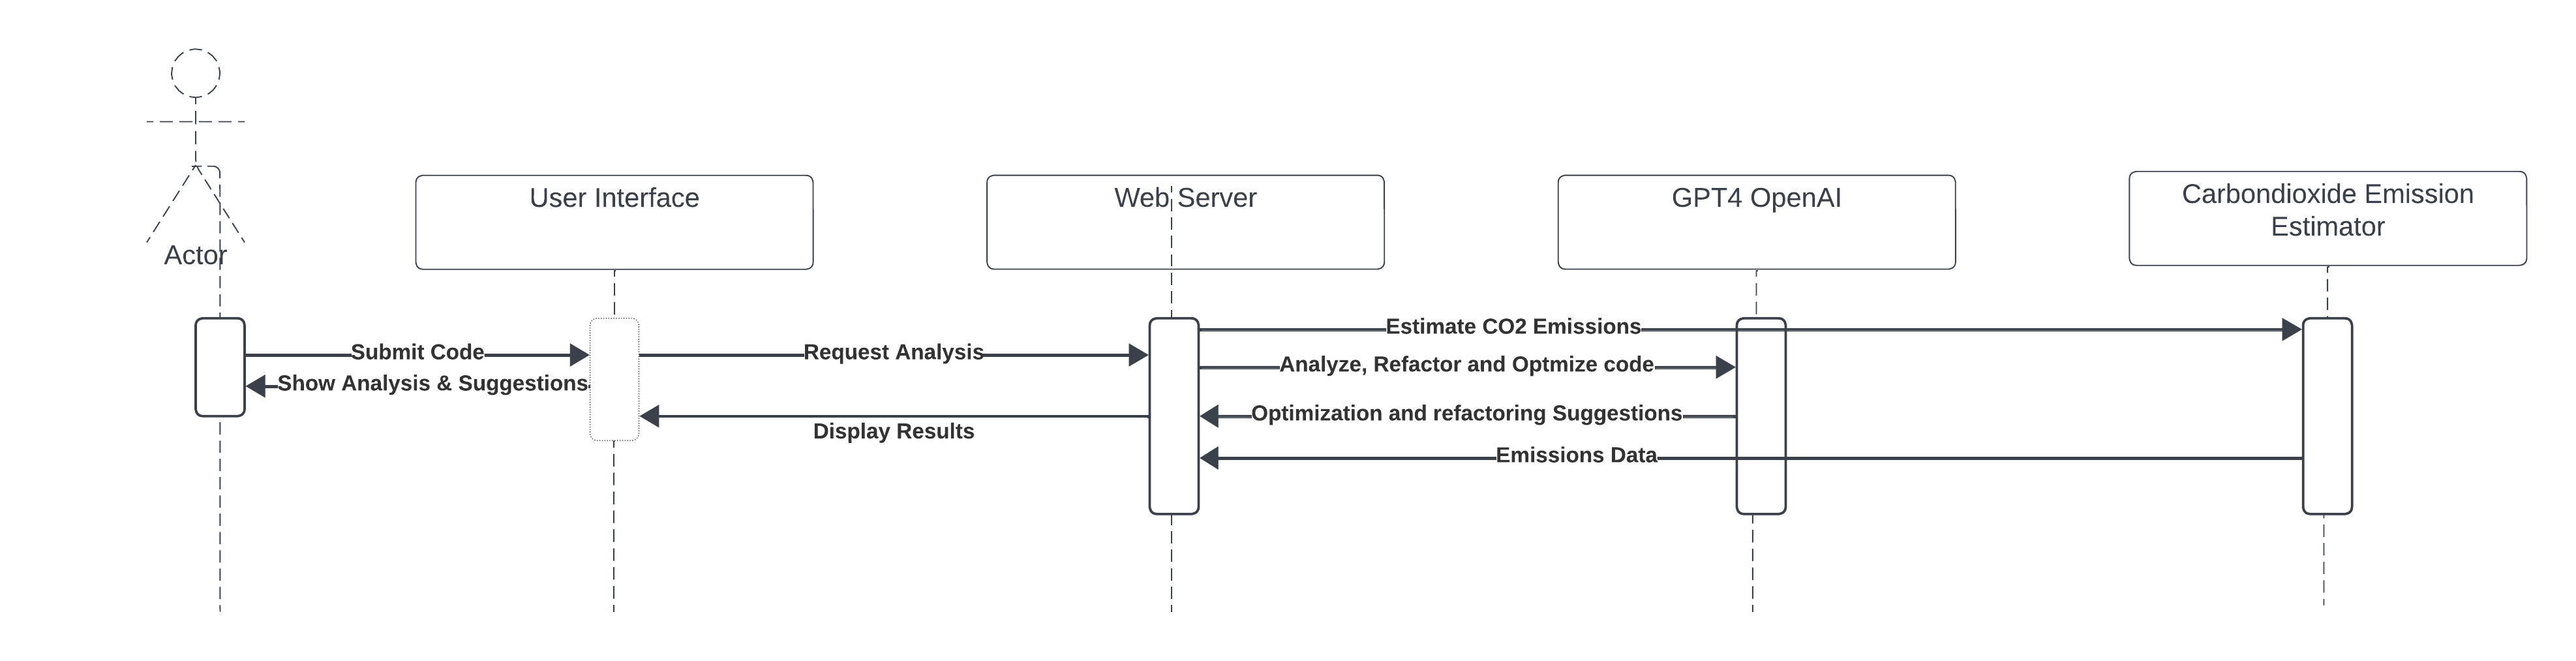 Actor
User Interface
Web Server
GPT4 OpenAI
Carbondioxide Emission
Estimator
Estimate CO2 Emissions
Submit Code
Request Analysis
Analyze, Refactor and Optmize code
Show Analysis & Suggestions
Optimization and refactoring Suggestions
Display Results
Emissions Data